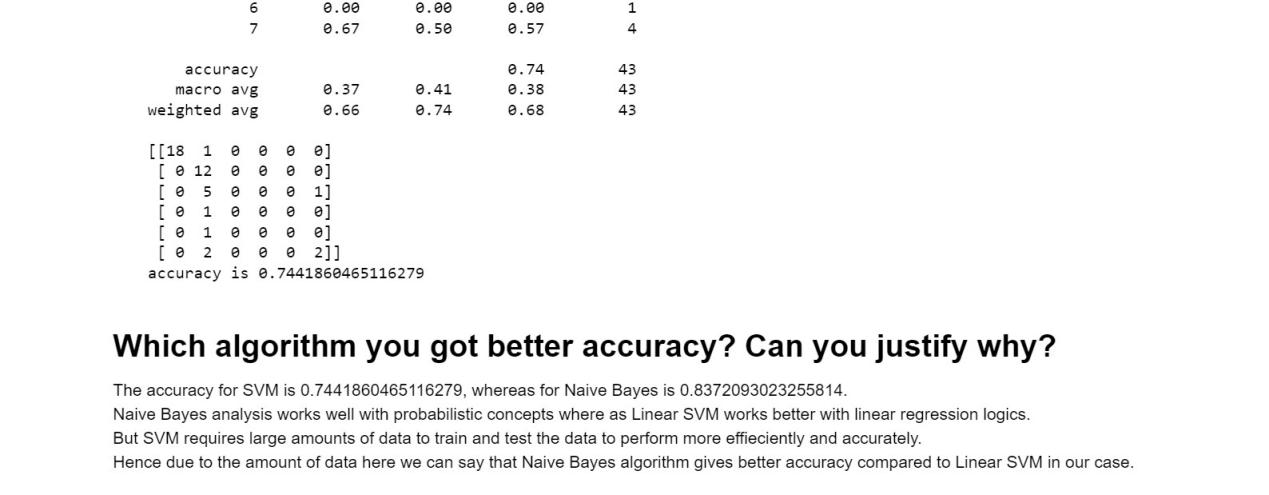 6 0.00 0.00 0.00 1
7 0.67 0.50 0.57 4
accuracy 0.74 43
macro avg 0.37 0.41 0.38 43
weighted avg 0.66 0.74 0.68 43
[[18 1 0 0 0 0]
[ 0 12 0 0 0 0]
[ 0 5 0 0 0 1]
[ 0 1 0 0 0 0]
[ 0 1 0 0 0 0]
[ 0 2 0 0 0 2]]
accuracy is 0.7441860465116279
Which algorithm you got better accuracy? Can you justify why?
The accuracy for SVM is 0.7441860465116279, whereas for Naive Bayes is 0.8372093023255814.
Naive Bayes analysis works well with probabilistic concepts where as Linear SVM works better with linear regression logics.
But SVM requires large amounts of data to train and test the data to perform more effieciently and accurately.
Hence due to the amount of data here we can say that Naive Bayes algorithm gives better accuracy compared to Linear SVM in our case.